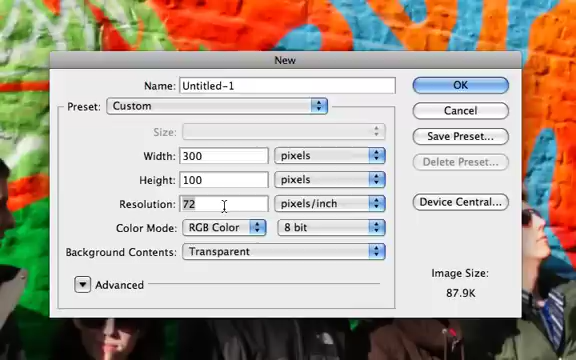 New
Name: Untitled-1
OK
Preset: Custom
Cancel
Size:
Save Preset...
Width: 300 pixels
Delete Preset...
Height: 100 pixels
Resolution: 72 pixels/inch
Device Central...
Color Mode: RGB Color 8 bit
Background Contents: Transparent
Image Size:
87.9K
Advanced